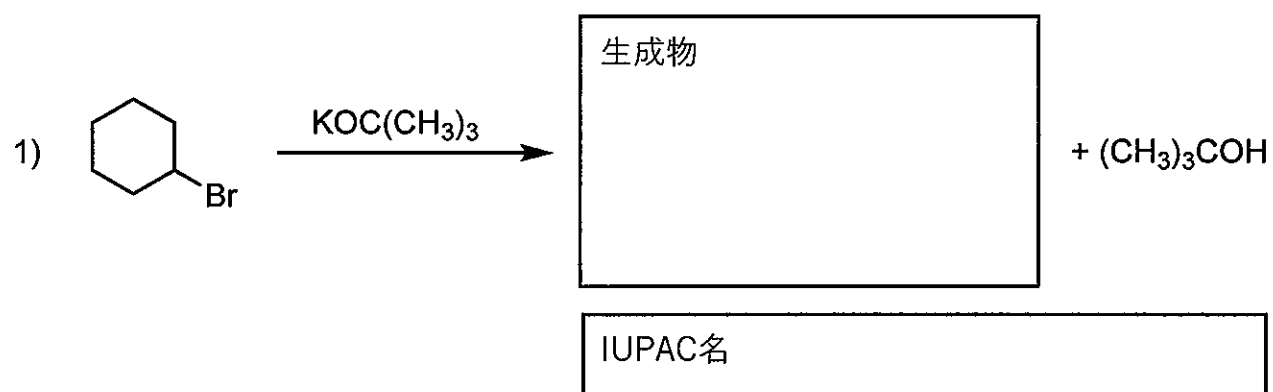 生成物
1)
Br
KOC(CH₃)₃
+ (CH₃)₃COH
IUPAC名